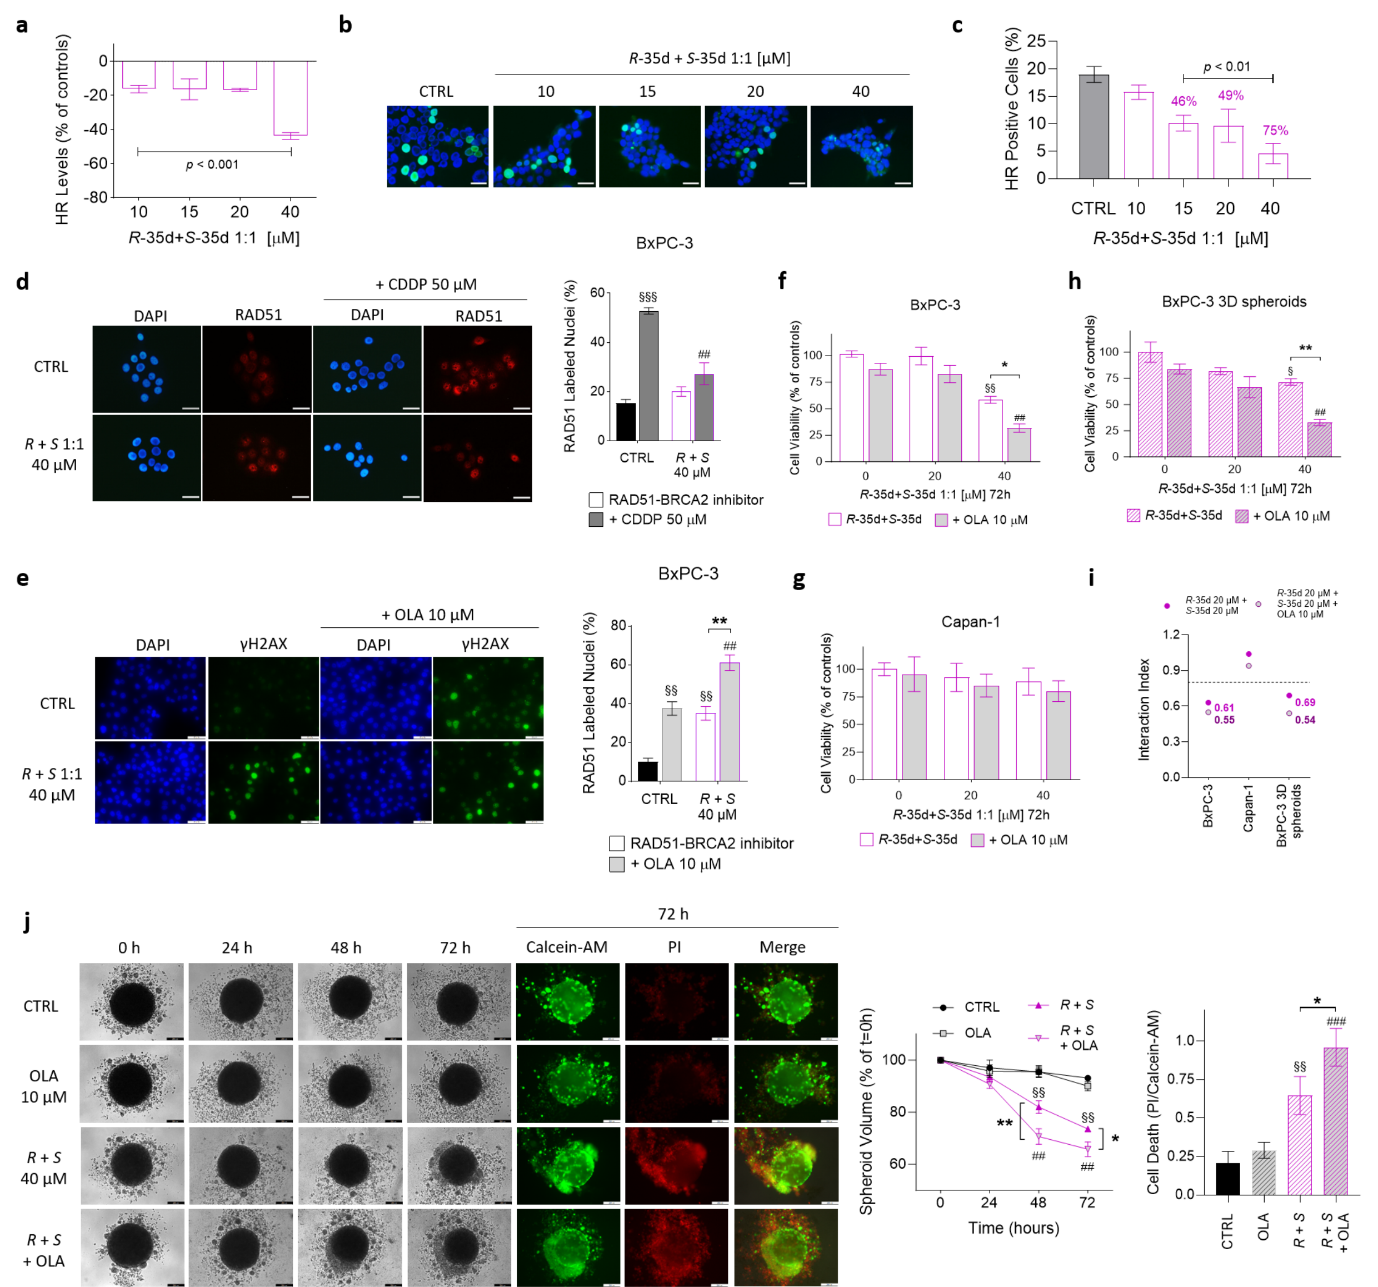 a
HR Levels (% of controls)
0
-20
-40
-60
-80
p < 0.001
10 15 20 40
R-35d+S-35d 1:1 [μM]
b
R-35d + S-35d 1:1 [μM]
CTRL 10 15 20 40
BxPC-3
c
HR Positive Cells (%)
25
20
15
10
5
0
p < 0.01
46% 49% 75%
CTRL 10 15 20 40
R-35d+S-35d 1:1 [μM]
d
+ CDDP 50 μM
DAPI RAD51 DAPI RAD51
CTRL
R + S 1:1
40 μM
RAD51 Labeled Nuclei (%)
60
40
20
0
§§§
##
CTRL R + S
40 μM
RAD51-BRCA2 inhibitor
+ CDDP 50 μM
f
BxPC-3
Cell Viability (% of controls)
100
75
50
25
0
*
§§
##
0 20 40
R-35d+S-35d 1:1 [μM] 72h
R-35d+S-35d + OLA 10 μM
h
BxPC-3 3D spheroids
Cell Viability (% of controls)
100
75
50
25
0
**
§
##
0 20 40
R-35d+S-35d 1:1 [μM] 72h
R-35d+S-35d + OLA 10 μM
e
+ OLA 10 μM
DAPI γH2AX DAPI γH2AX
CTRL
R + S 1:1
40 μM
BxPC-3
RAD51 Labeled Nuclei (%)
80
60
40
20
0
**
##
§§ §§
CTRL R + S
40 μM
RAD51-BRCA2 inhibitor
+ OLA 10 μM
g
Capan-1
Cell Viability (% of controls)
100
75
50
25
0
0 20 40
R-35d+S-35d 1:1 [μM] 72h
R-35d+S-35d + OLA 10 μM
i
R-35d 20 μM +
S-35d 20 μM
R-35d 20 μM +
S-35d 20 μM +
OLA 10 μM
Interaction Index
1.2
0.9
0.6
0.3
0.0
0.61
0.55
0.69
0.54
BxPC-3
Capan-1
BxPC-3 3D
spheroids
j
72 h
0 h 24 h 48 h 72 h Calcein-AM PI Merge
CTRL
OLA
10 μM
R + S
40 μM
R + S
+ OLA
CTRL R + S
OLA R + S
+ OLA
Spheroid Volume (% of t=0h)
100
80
60
§§
§§
**
*
##
##
0 24 48 72
Time (hours)
Cell Death (PI/Calcein-AM)
1.0
0.75
0.5
0.25
0.0
*
###
§§
CTRL
OLA
R + S
R + S
+ OLA